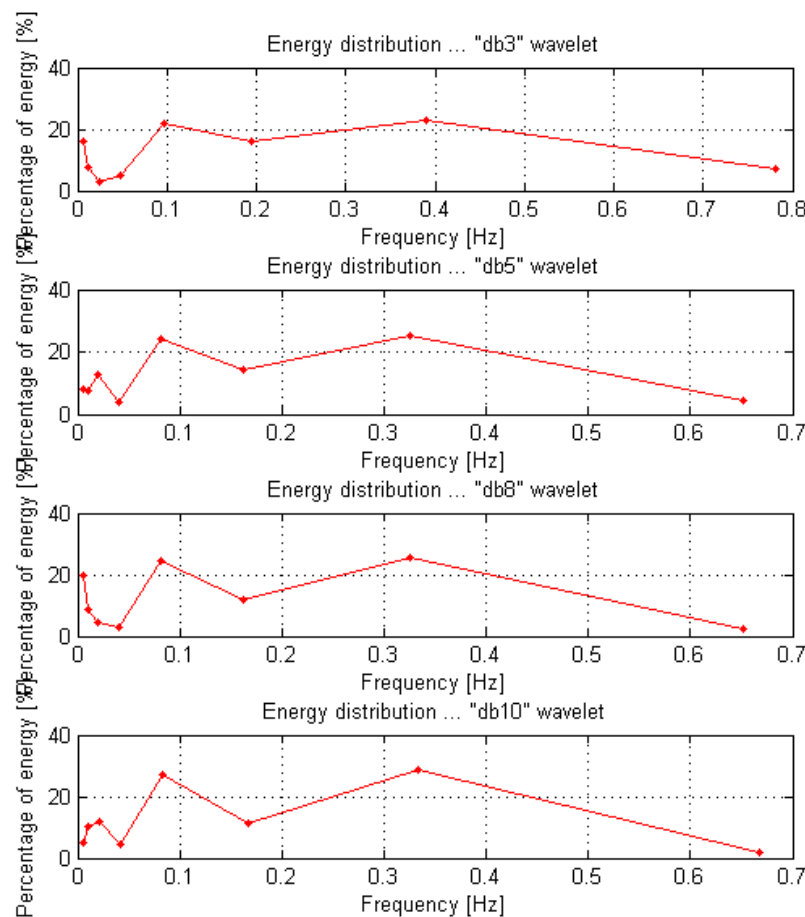 Energy distribution ... "db3" wavelet
Percentage of energy [%]
40
20
0
0 0.1 0.2 0.3 0.4 0.5 0.6 0.7 0.8
Frequency [Hz]
Energy distribution ... "db5" wavelet
Percentage of energy [%]
40
20
0
0 0.1 0.2 0.3 0.4 0.5 0.6 0.7
Frequency [Hz]
Energy distribution ... "db8" wavelet
Percentage of energy [%]
40
20
0
0 0.1 0.2 0.3 0.4 0.5 0.6 0.7
Frequency [Hz]
Energy distribution ... "db10" wavelet
Percentage of energy [%]
40
20
0
0 0.1 0.2 0.3 0.4 0.5 0.6 0.7
Frequency [Hz]